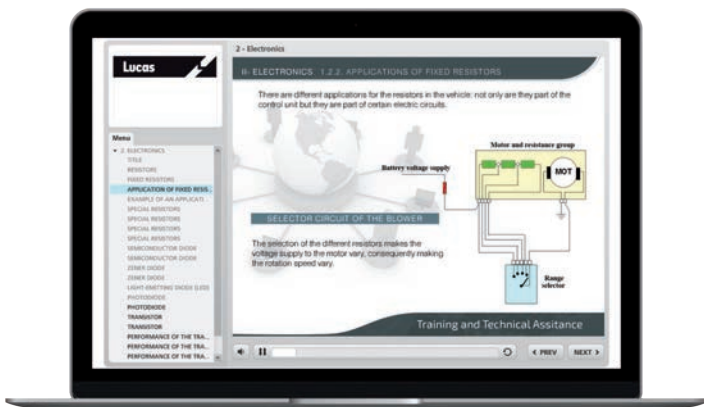 2 - Electronics
Lucas
II- ELECTRONICS 1.2.2. APPLICATIONS OF FIXED RESISTORS
There are different applications for the resistors in the vehicle: not only are they part of the
control unit but they are part of certain electric circuits.
Menu
2. ELECTRONICS
TITLE
RESISTORS
FIXED RESISTORS
APPLICATION OF FIXED RESIS...
EXAMPLE OF AN APPLICATI...
SPECIAL RESISTORS
SPECIAL RESISTORS
SPECIAL RESISTORS
SPECIAL RESISTORS
SEMICONDUCTOR DIODE
SEMICONDUCTOR DIODE
ZENER DIODE
ZENER DIODE
LIGHT-EMITTING DIODE (LED)
PHOTODIODE
PHOTODIODE
TRANSISTOR
TRANSISTOR
PERFORMANCE OF THE TRA...
PERFORMANCE OF THE TRA...
PERFORMANCE OF THE TRA...
Motor and resistance group
Battery voltage supply
MOT
SELECTOR CIRCUIT OF THE BLOWER
The selection of the different resistors makes the
voltage supply to the motor vary, consequently making
the rotation speed vary.
Range
selector
Training and Technical Assitance
< PREV
NEXT >